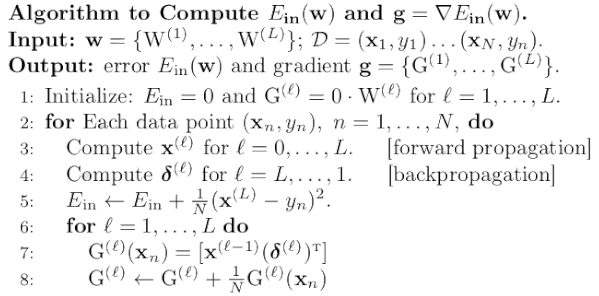 Algorithm to Compute E_in(w) and g = ∇E_in(w).
Input: w = {W^(1), . . . , W^(L)}; 𝒟 = (x_1, y_1) . . . (x_N, y_n).
Output: error E_in(w) and gradient g = {G^(1), . . . , G^(L)}.
1: Initialize: E_in = 0 and G^(ℓ) = 0 · W^(ℓ) for ℓ = 1, . . . , L.
2: for Each data point (x_n, y_n), n = 1, . . . , N, do
3: Compute x^(ℓ) for ℓ = 0, . . . , L. [forward propagation]
4: Compute δ^(ℓ) for ℓ = L, . . . , 1. [backpropagation]
5: E_in ← E_in + 1/N (x^(L) − y_n)^2.
6: for ℓ = 1, . . . , L do
7: G^(ℓ)(x_n) = [x^(ℓ−1)(δ^(ℓ))^T]
8: G^(ℓ) ← G^(ℓ) + 1/N G^(ℓ)(x_n)